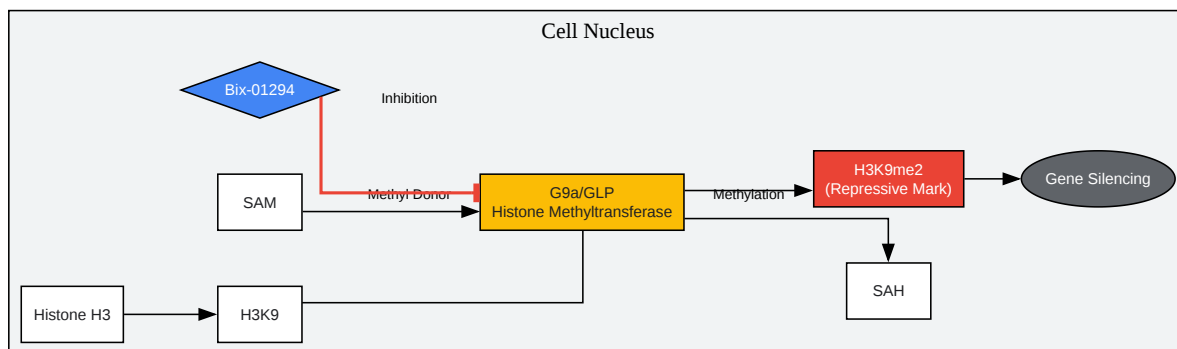 Cell Nucleus
Bix-01294
Inhibition
SAM
Methyl Donor
G9a/GLP
Histone Methyltransferase
Methylation
H3K9me2
(Repressive Mark)
Gene Silencing
SAH
Histone H3
H3K9